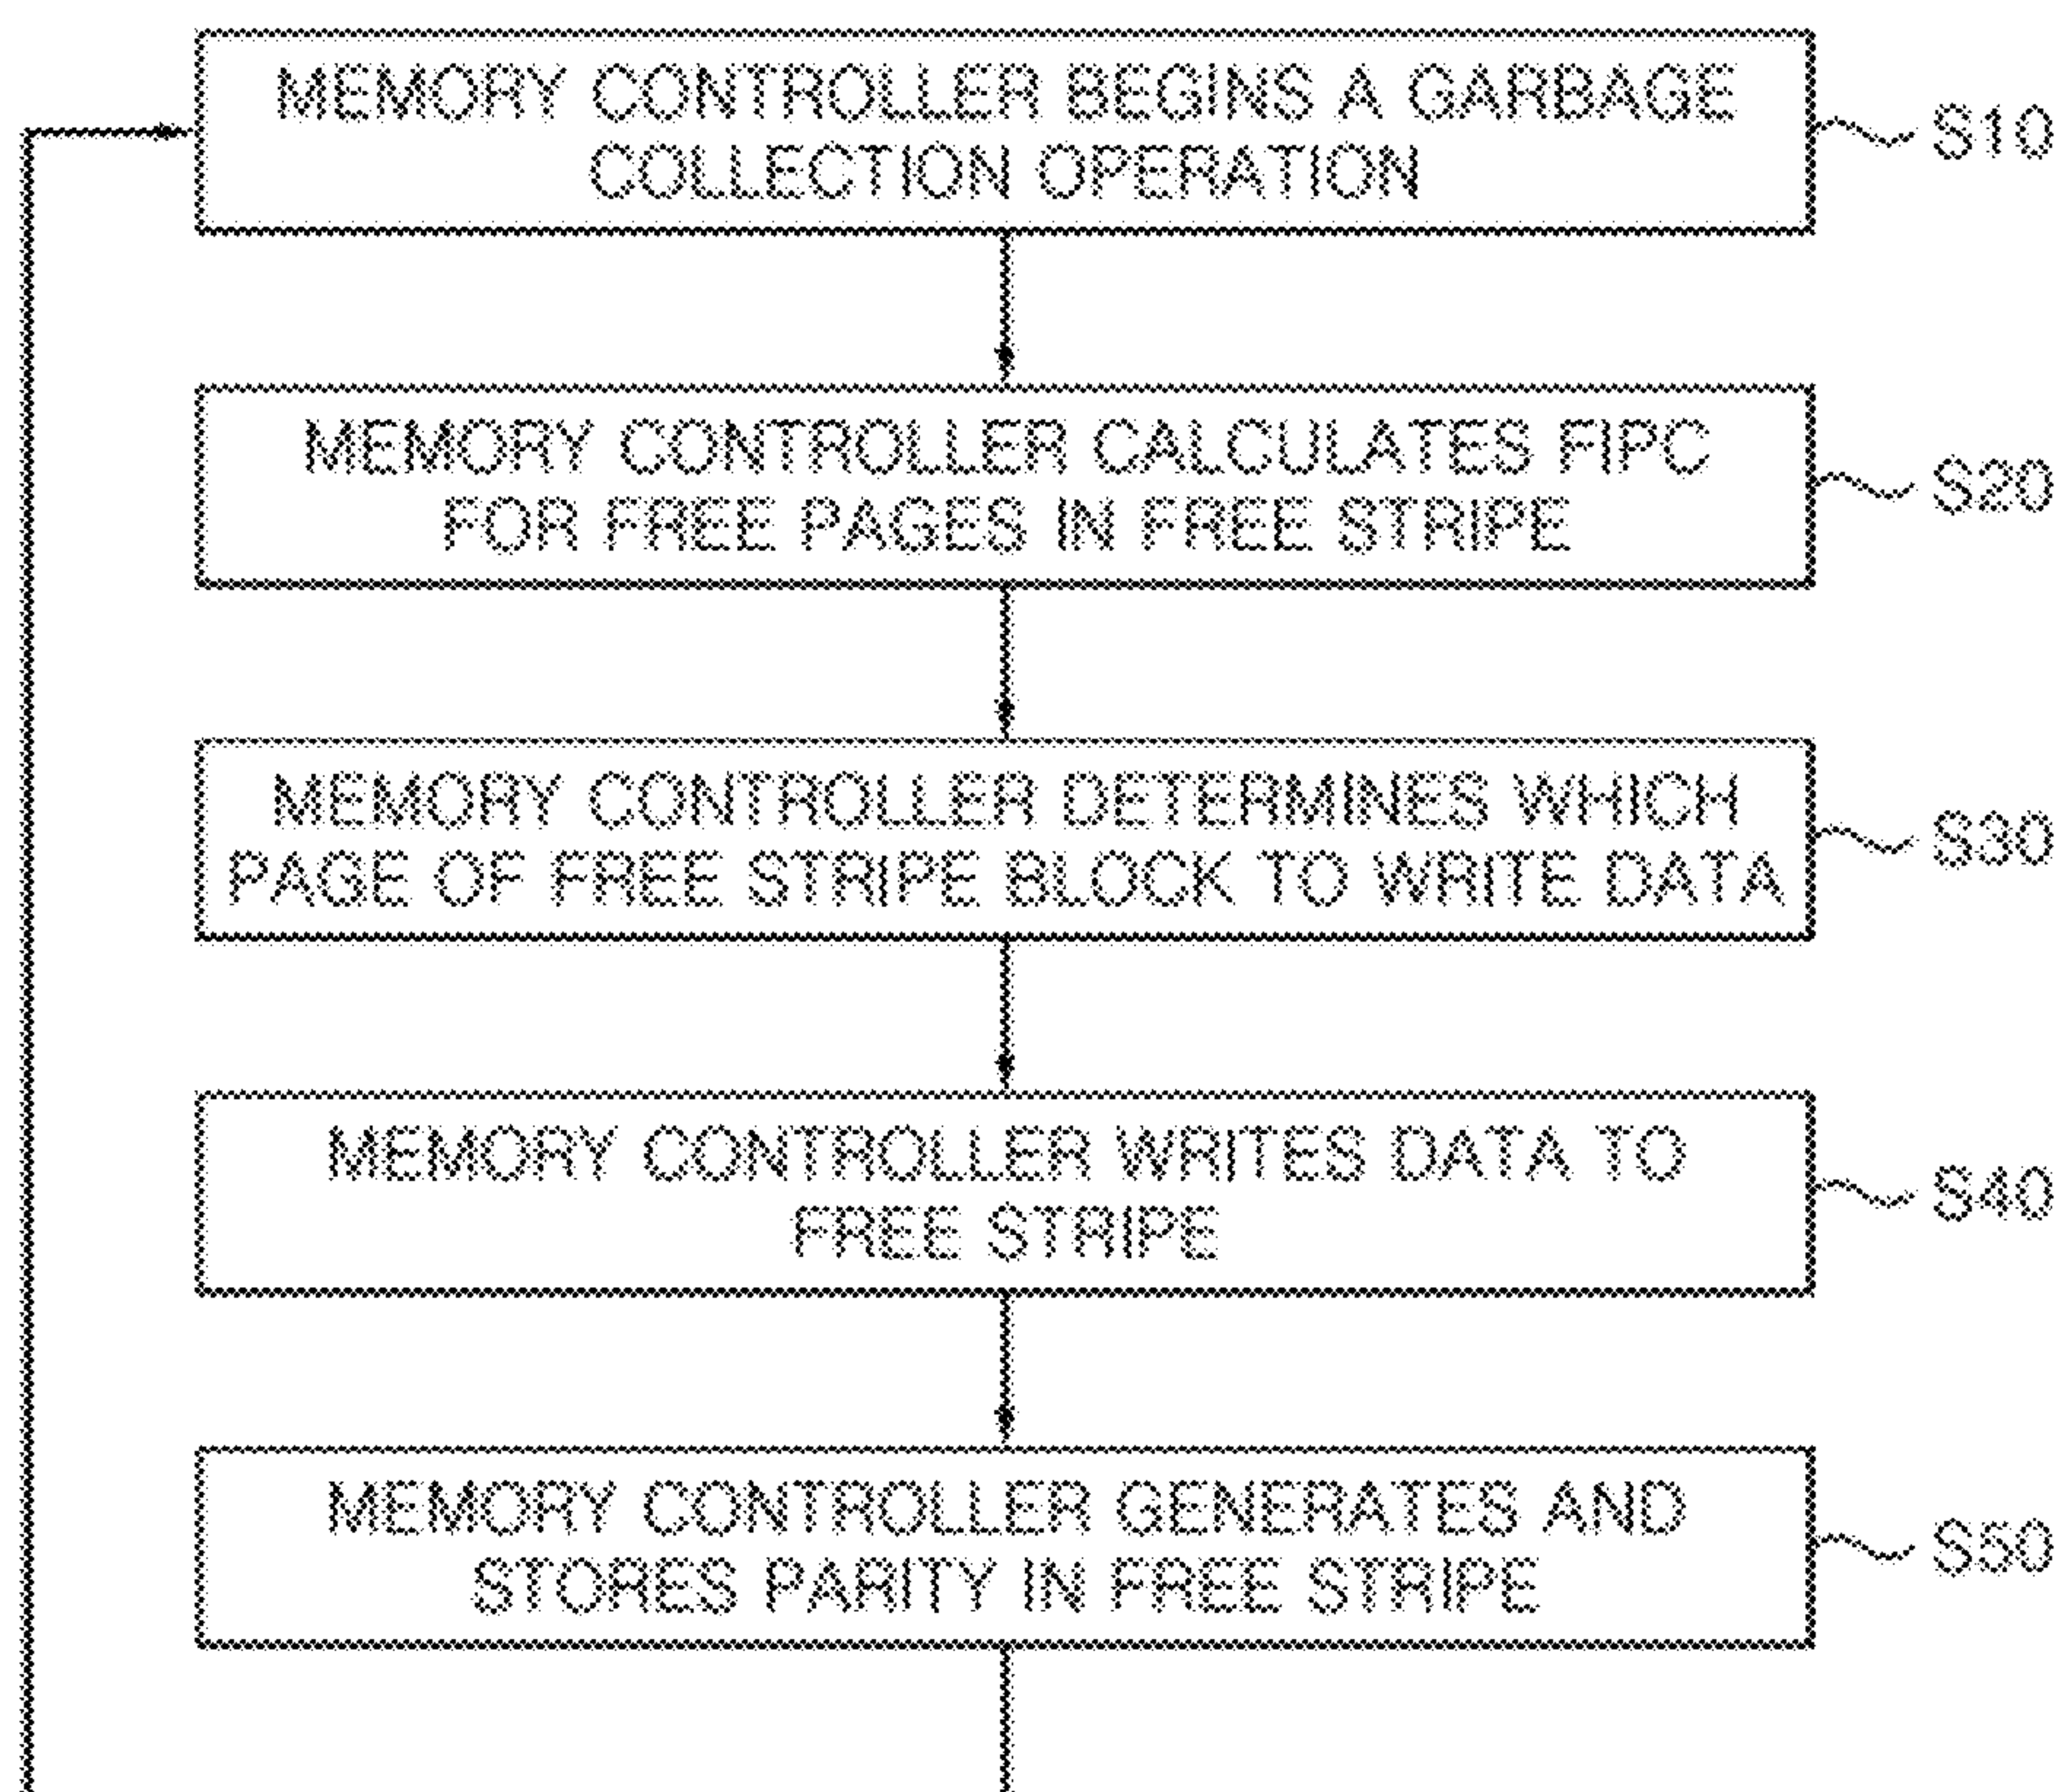 MEMORY CONTROLLER BEGINS A GARBAGE
COLLECTION OPERATION
S10
MEMORY CONTROLLER CALCULATES FIPC
FOR FREE PAGES IN FREE STRIPE
S20
MEMORY CONTROLLER DETERMINES WHICH
PAGE OF FREE STRIPE BLOCK TO WRITE DATA
S30
MEMORY CONTROLLER WRITES DATA TO
FREE STRIPE
S40
MEMORY CONTROLLER GENERATES AND
STORES PARITY IN FREE STRIPE
S50